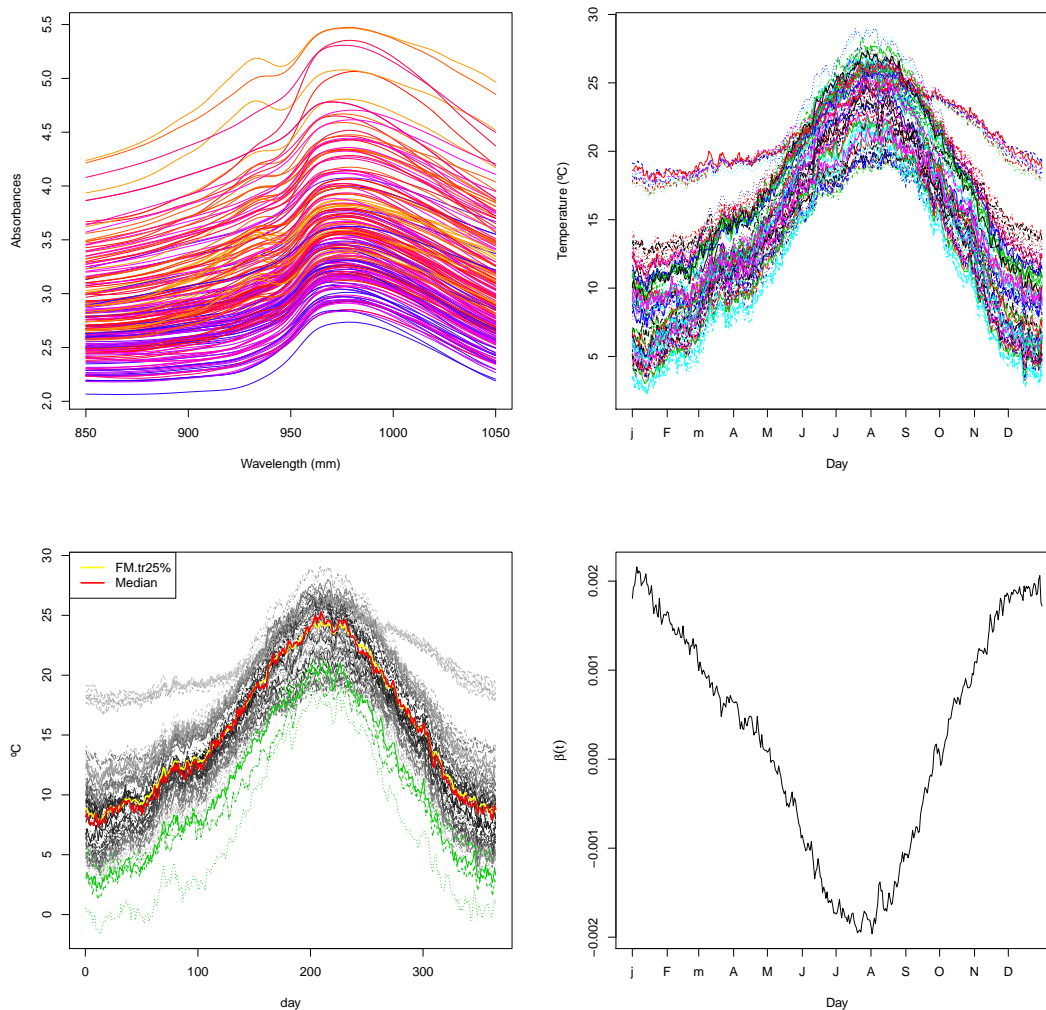 5.5
5.0
4.5
4.0
3.5
3.0
2.5
2.0
Absorbances
850 900 950 1000 1050
Wavelength (mm)
30
25
20
15
10
5
Temperature (ºC)
j F m A M J J A S O N D
Day
FM.tr25%
Median
30
25
20
15
10
5
0
ºC
0 100 200 300
day
0.002
0.001
0.000
−0.001
−0.002
β(t)
j F m A M J J A S O N D
Day